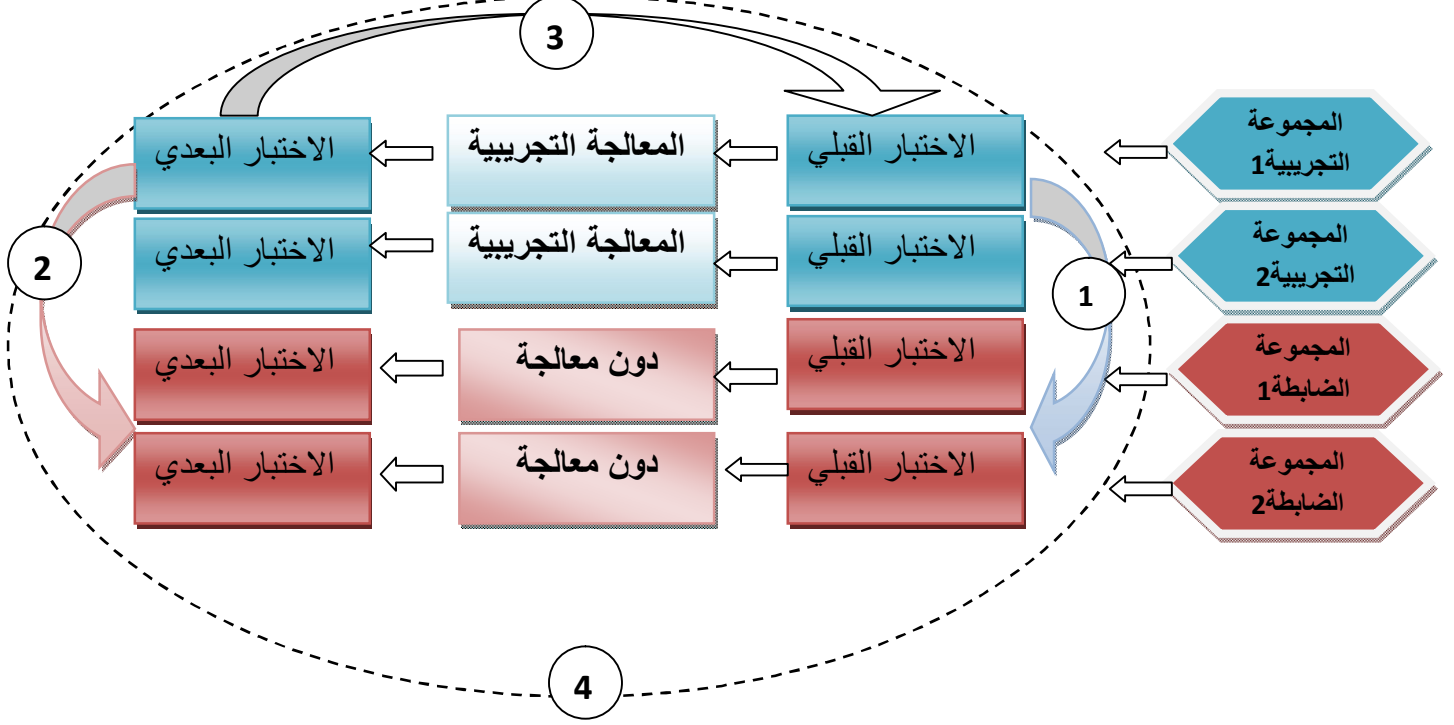 3
المجموعة
التجريبية1
الاختبار القبلي
المعالجة التجريبية
الاختبار البعدي
المجموعة
التجريبية2
الاختبار القبلي
المعالجة التجريبية
الاختبار البعدي
1
2
المجموعة
الضابطة1
الاختبار القبلي
دون معالجة
الاختبار البعدي
المجموعة
الضابطة2
الاختبار القبلي
دون معالجة
الاختبار البعدي
4